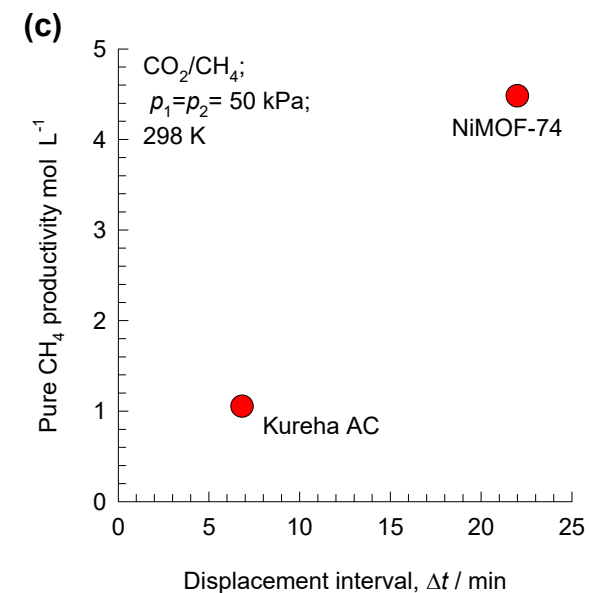 (c)
5
4
3
2
1
0
Pure CH₄ productivity mol L⁻¹
CO₂/CH₄;
p₁=p₂= 50 kPa;
298 K
NiMOF-74
Kureha AC
0 5 10 15 20 25
Displacement interval, Δt / min